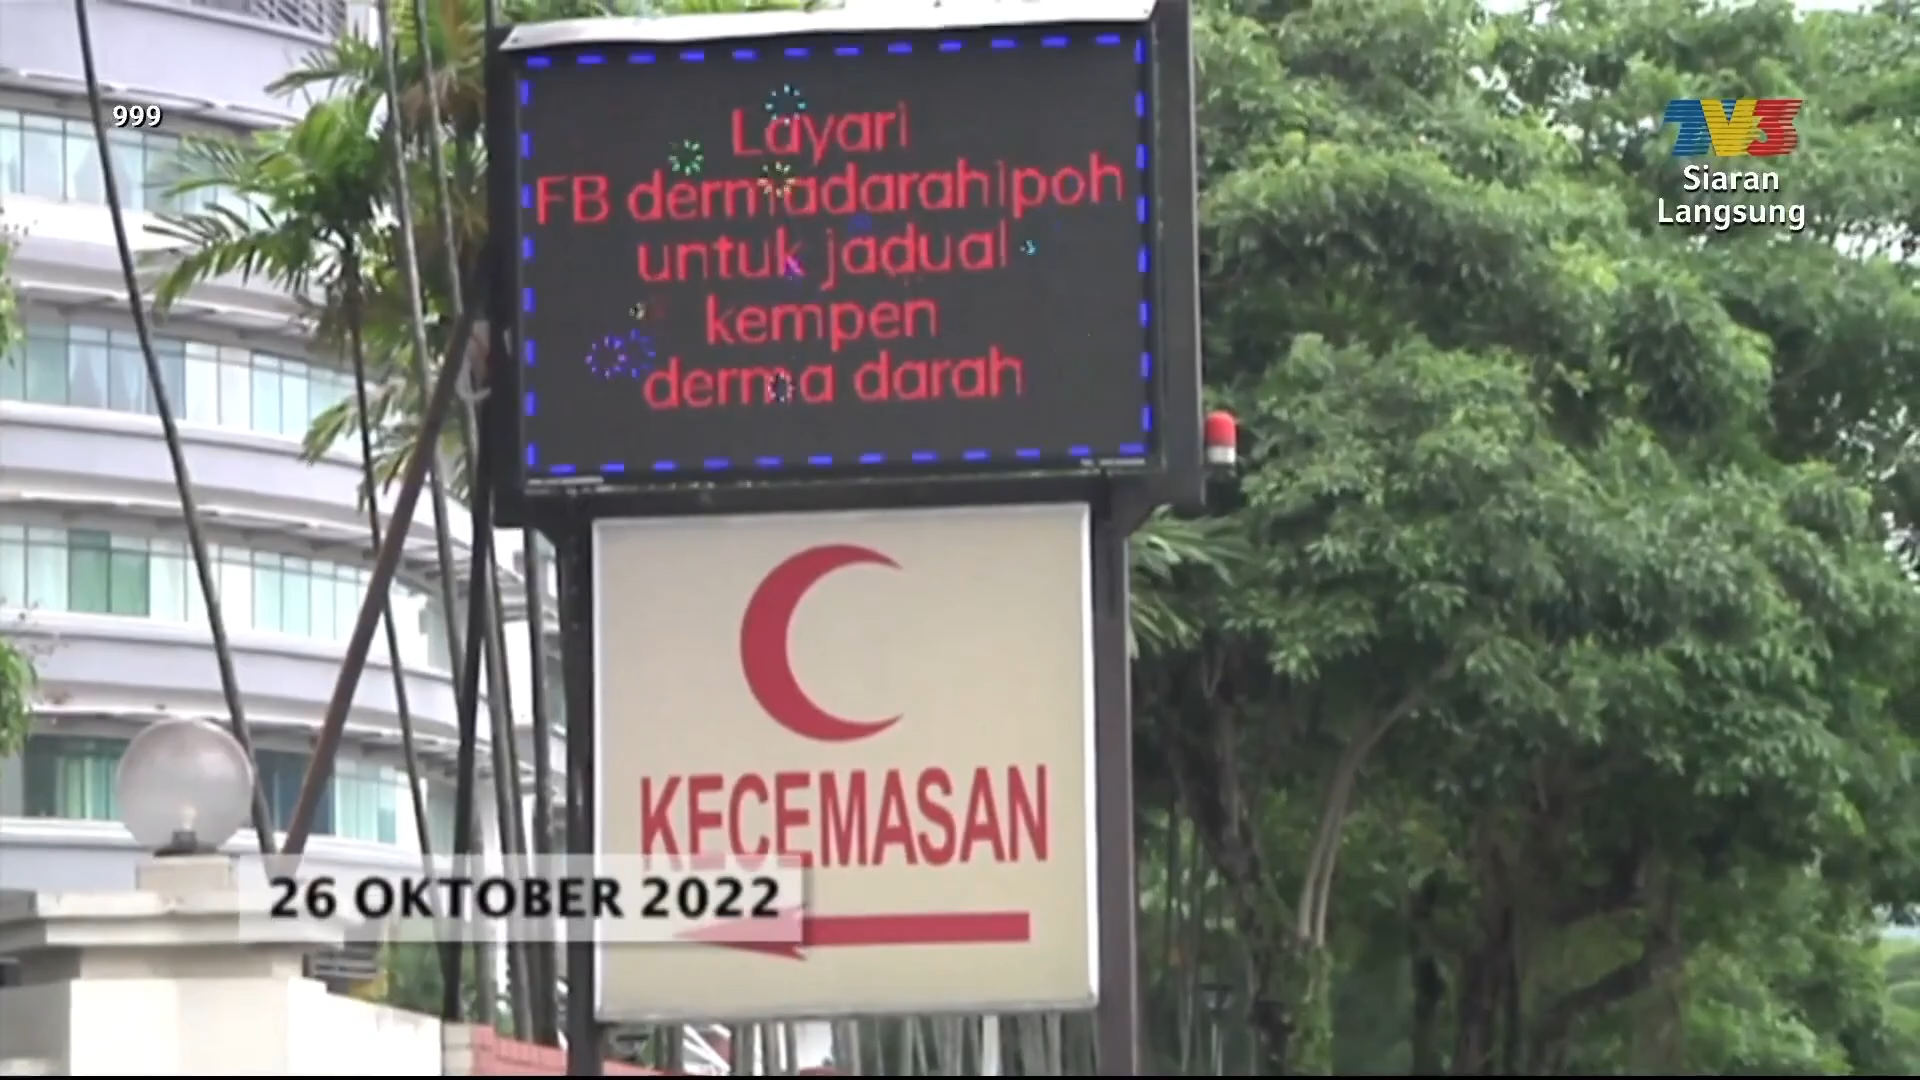 999
TV3
Siaran
Langsung
Layari
FB dermadarahipoh
untuk jadual
kempen
derma darah
KECEMASAN
26 OKTOBER 2022